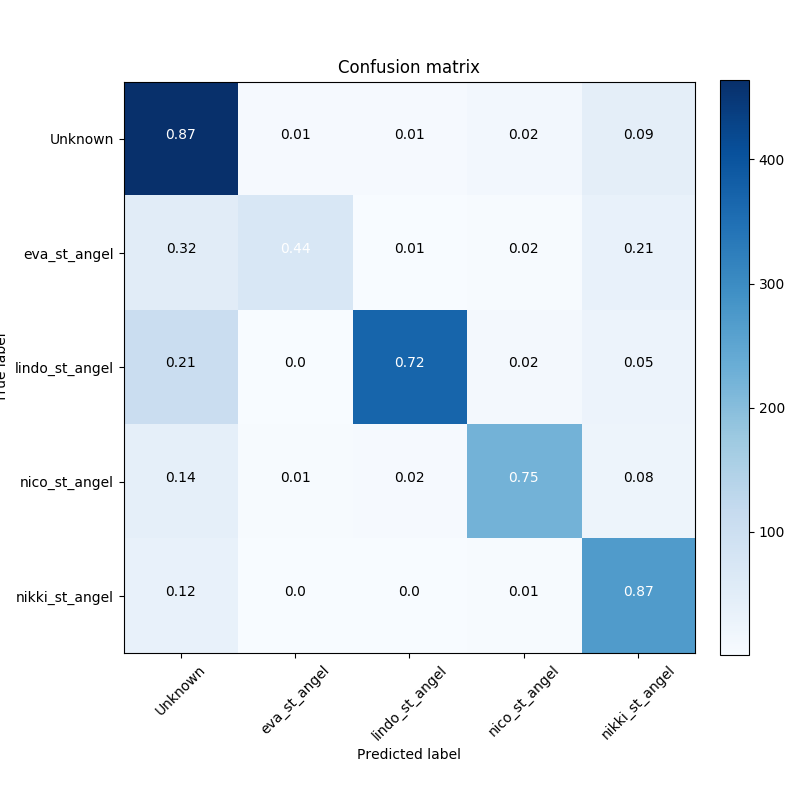 Confusion matrix
Unknown 0.87 0.01 0.01 0.02 0.09
400
eva_st_angel 0.32 0.44 0.01 0.02 0.21
300
lindo_st_angel 0.21 0.0 0.72 0.02 0.05
200
nico_st_angel 0.14 0.01 0.02 0.75 0.08
100
nikki_st_angel 0.12 0.0 0.0 0.01 0.87
Unknown eva_st_angel lindo_st_angel nico_st_angel nikki_st_angel
Predicted label
True label